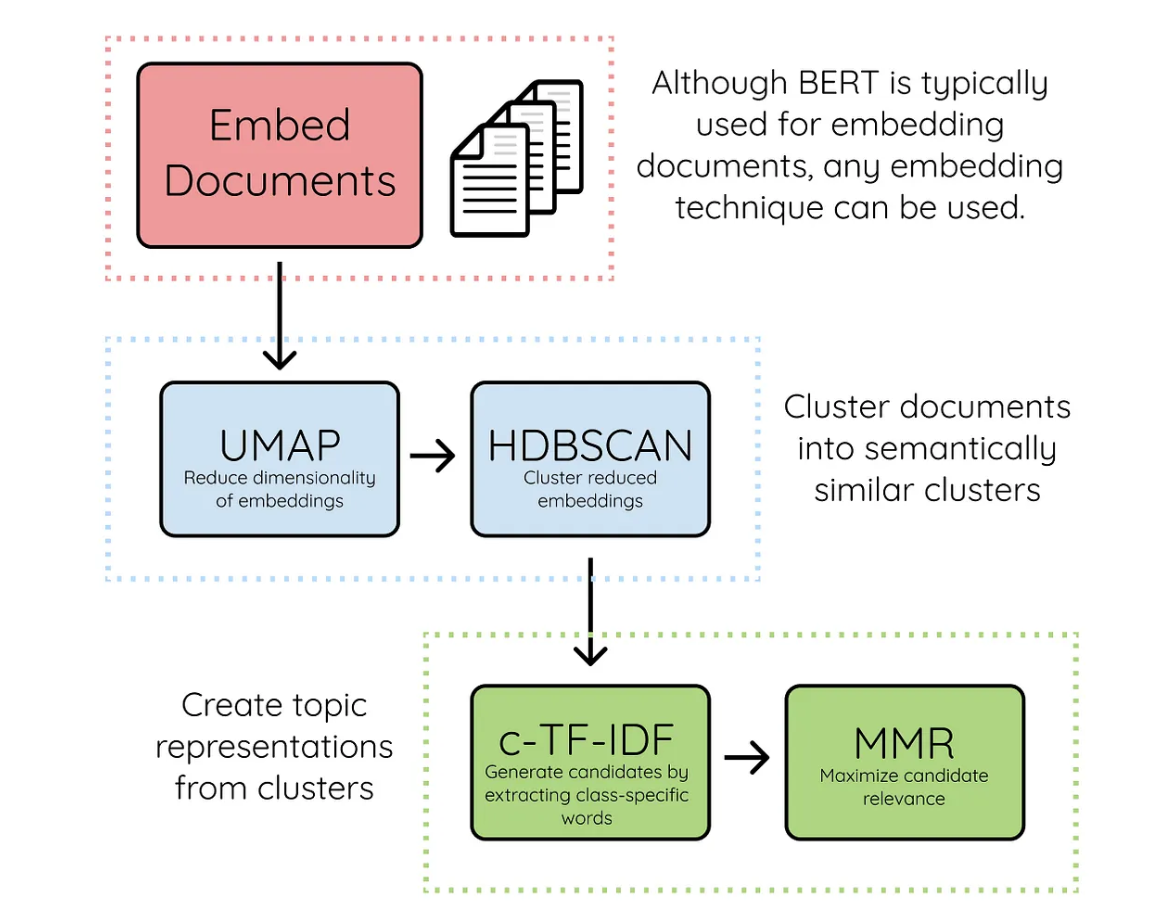 Embed
Documents
Although BERT is typically
used for embedding
documents, any embedding
technique can be used.
UMAP
Reduce dimensionality
of embeddings
HDBSCAN
Cluster reduced
embeddings
Cluster documents
into semantically
similar clusters
Create topic
representations
from clusters
c-TF-IDF
Generate candidates by
extracting class-specific
words
MMR
Maximize candidate
relevance